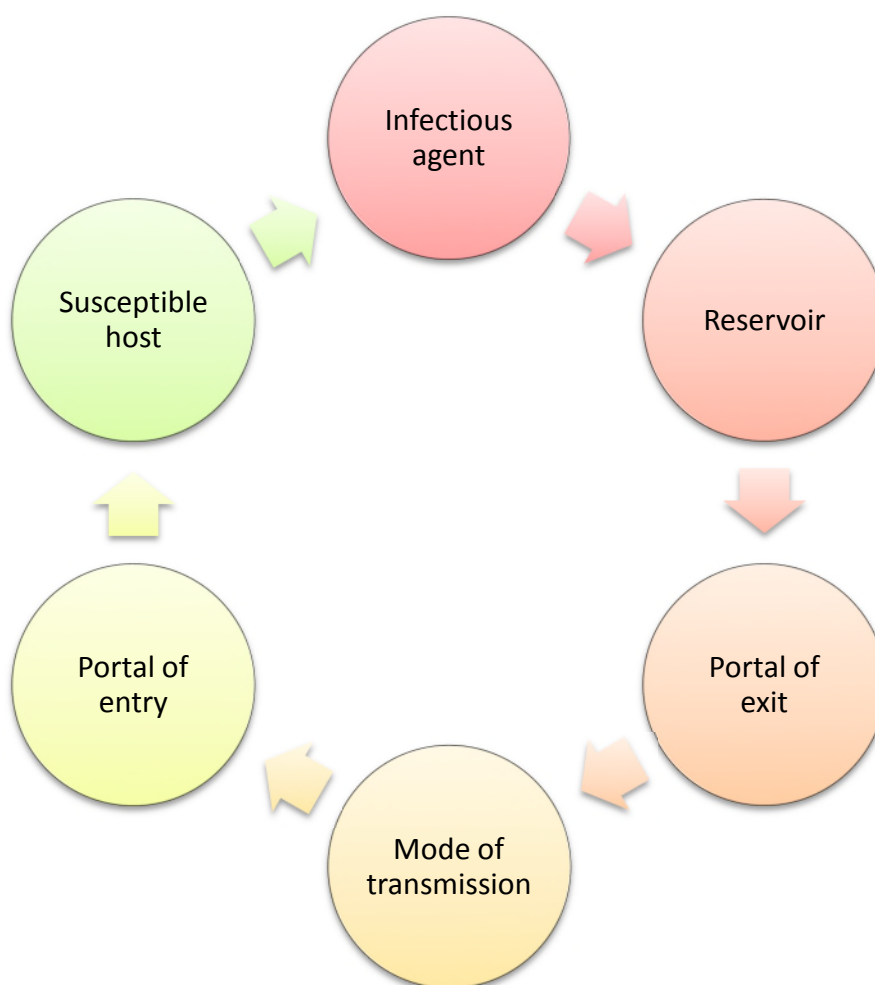 Infectious
agent
Reservoir
Portal of
exit
Mode of
transmission
Portal of
entry
Susceptible
host